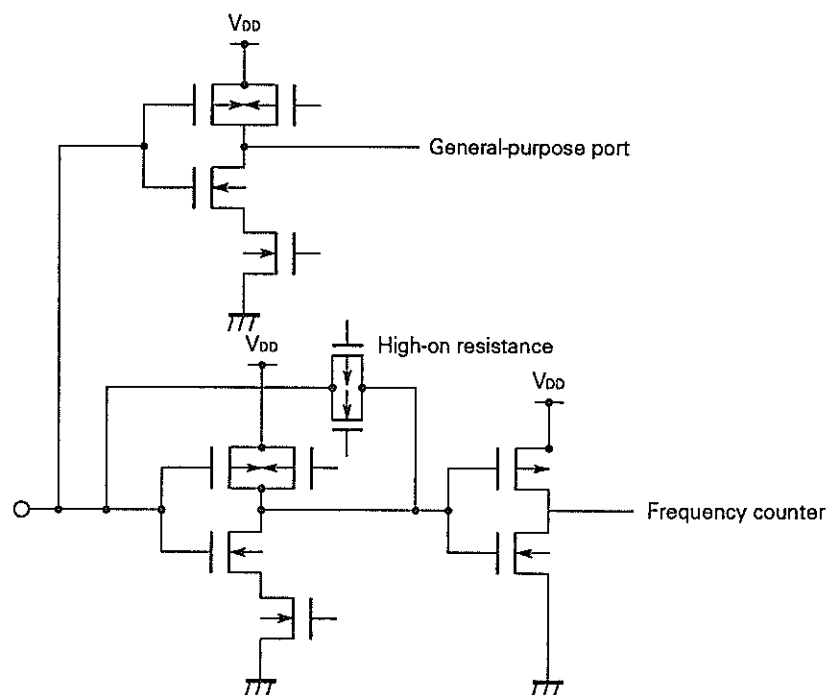 VDD
General-purpose port
VDD
High-on resistance
VDD
Frequency counter